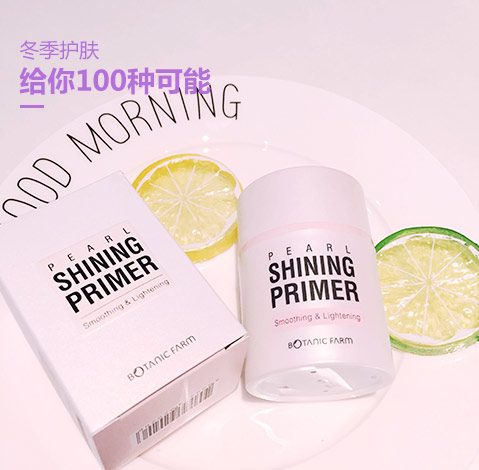 冬季护肤
给你100种可能
OOD MORNING
PEARL
SHINING
PRIMER
Smoothing & Lightening
BOTANIC FARM
PEARL
SHINING
PRIMER
Smoothing & Lightening
BOTANIC FARM